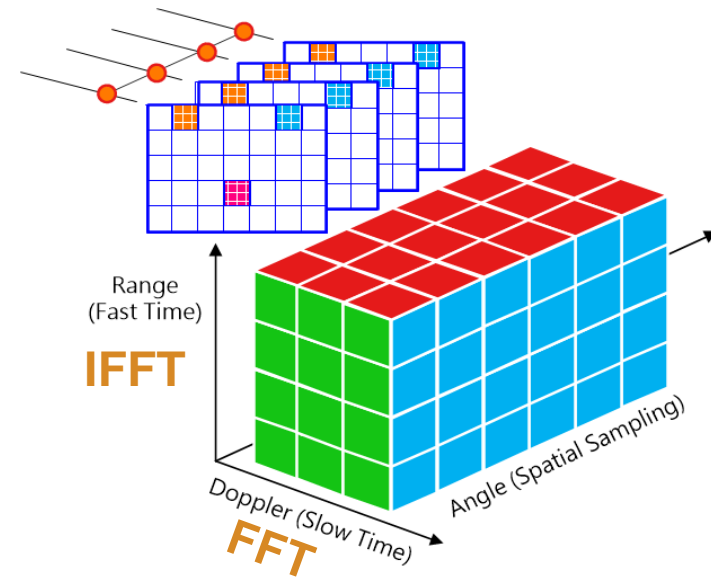 Range
(Fast Time)
IFFT
Doppler (Slow Time)
FFT
Angle (Spatial Sampling)